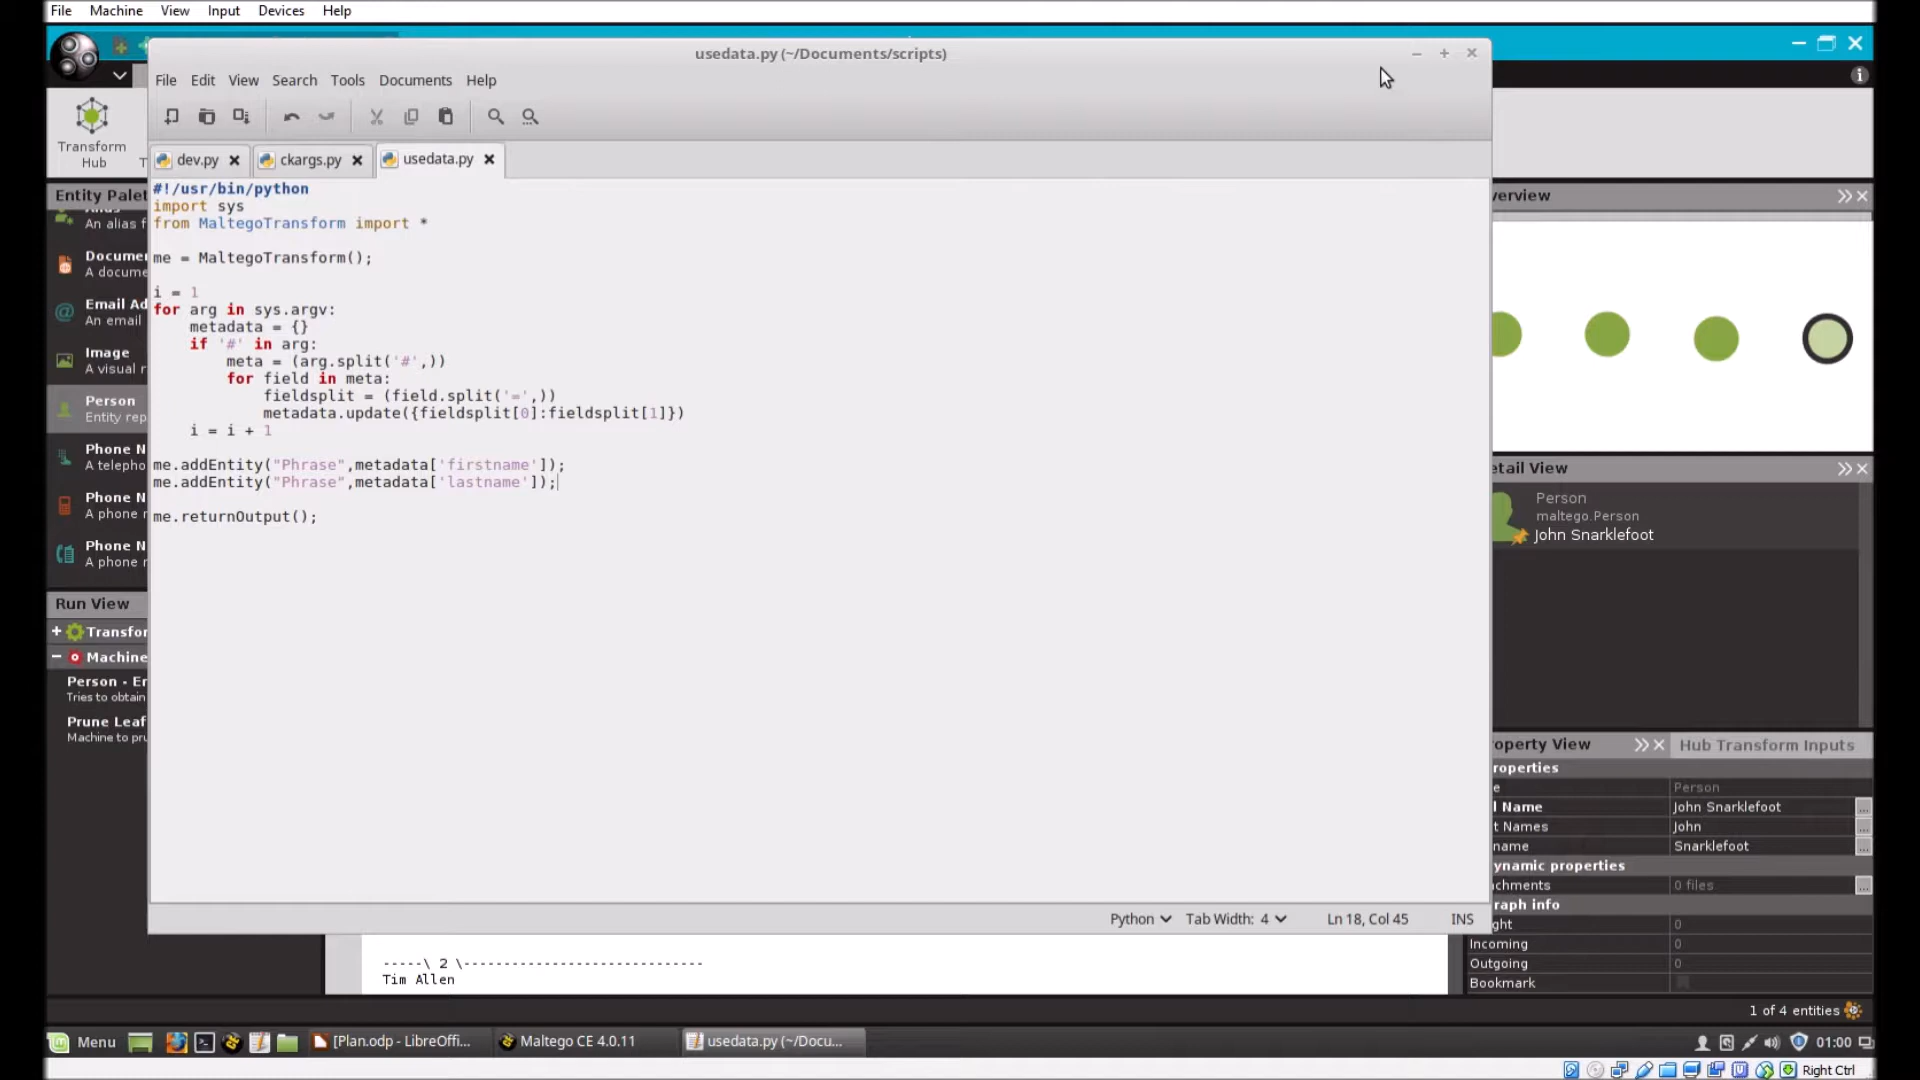 File Machine View Input Devices Help
usedata.py (~/Documents/scripts)
File Edit View Search Tools Documents Help
Transform
Hub
dev.py
ckargs.py
usedata.py
#!/usr/bin/python
import sys
from MaltegoTransform import *
me = MaltegoTransform();
i = 1
for arg in sys.argv:
    metadata = {}
    if '#' in arg:
        meta = (arg.split('#',))
        for field in meta:
            fieldsplit = (field.split('=',))
            metadata.update({fieldsplit[0]:fieldsplit[1]})
    i = i + 1
me.addEntity("Phrase",metadata['firstname']);
me.addEntity("Phrase",metadata['lastname']);
me.returnOutput();
Python Tab Width: 4 Ln 18, Col 45 INS
Entity Palet
An alias f
Documen
A docume
Email Ad
An email
Image
A visual r
Person
Entity rep
Phone N
A telepho
Phone N
A phone n
Phone N
A phone r
Run View
+ Transfor
− Machine
Person - Er
Tries to obtain
Prune Leaf
Machine to pru
verview
etail View
Person
maltego.Person
John Snarklefoot
operty View Hub Transform Inputs
roperties
e Person
l Name John Snarklefoot
t Names John
name Snarklefoot
ynamic properties
chments 0 files
raph info
ght 0
Incoming 0
Outgoing 0
Bookmark
-----\ 2 \------------------------------
Tim Allen
1 of 4 entities
Menu [Plan.odp - LibreOffi... Maltego CE 4.0.11 usedata.py (~/Docu... 01:00
Right Ctrl